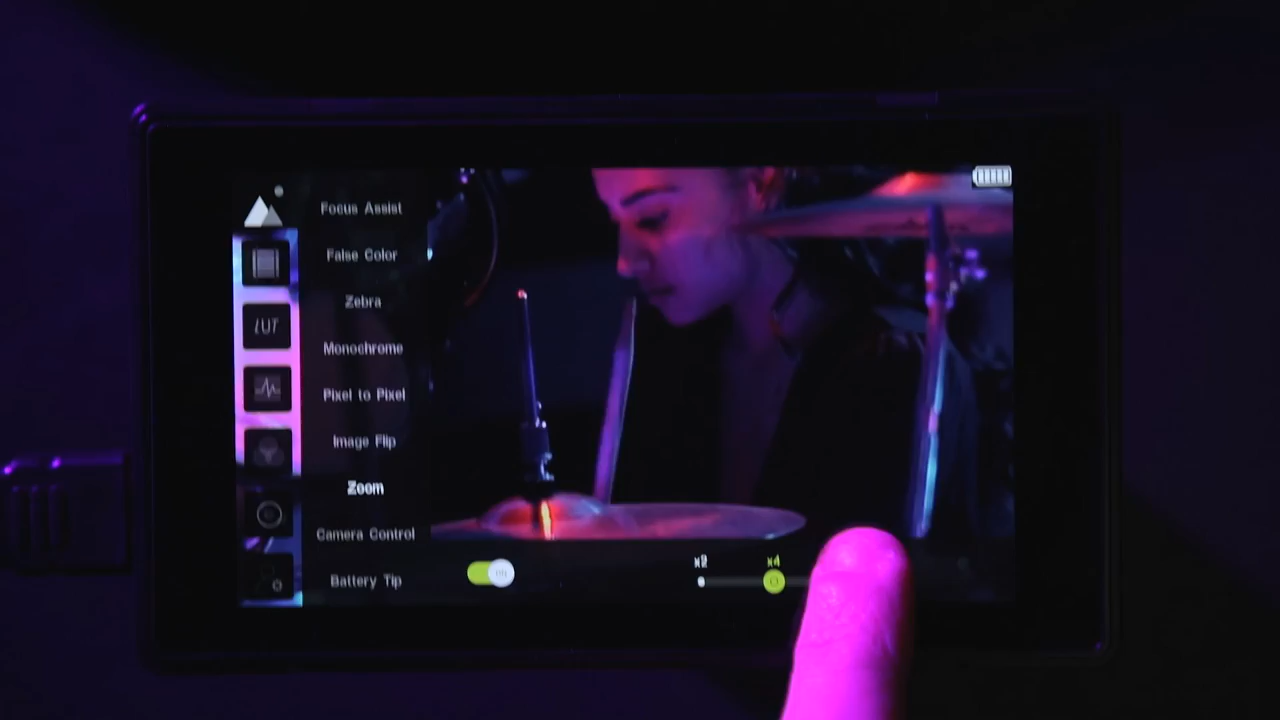 Focus Assist
False Color
LUT
Zebra
Monochrome
Pixel to Pixel
Image Flip
Zoom
Camera Control
Battery Tip
ON
x2 x4